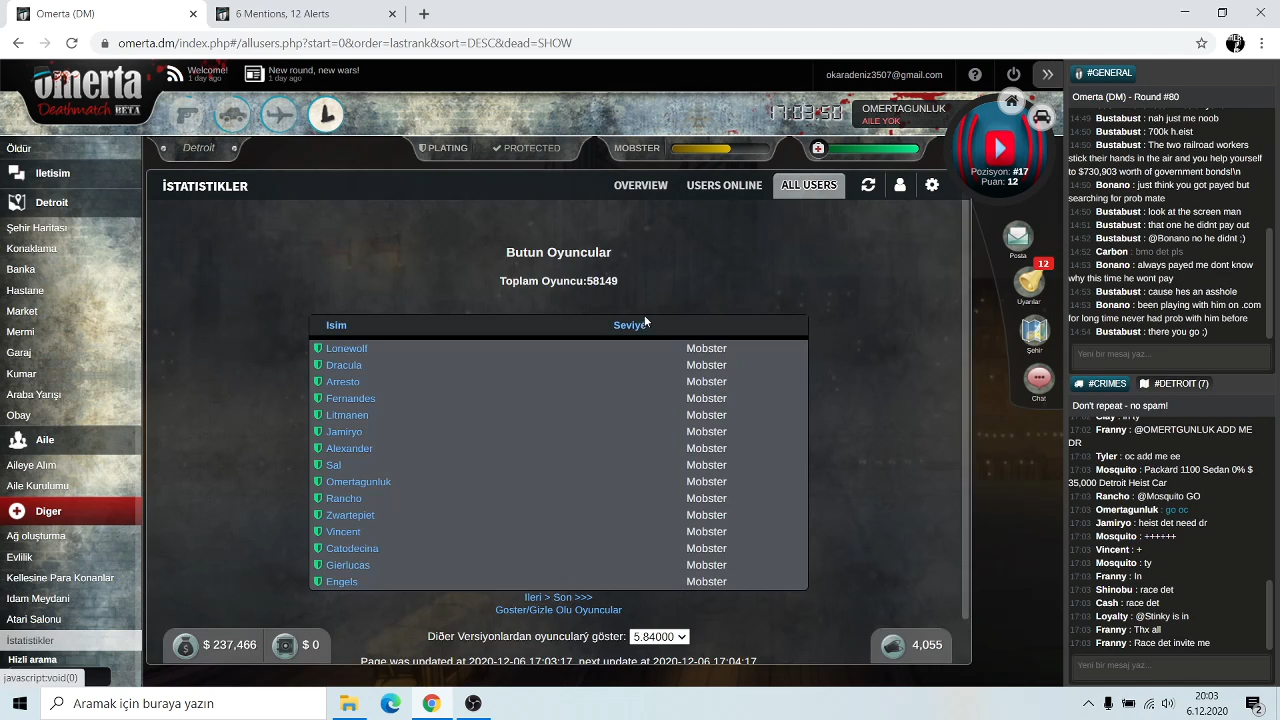 Omerta (DM)
6 Mentions, 12 Alerts
omerta.dm/Detroit.php#/allusers.php?start=0&order=lastrank&sort=DESC&dead=SHOW
omerta
Deathmatch BETA
Welcome!
1 day ago
New round, new wars!
1 day ago
okaradeniz3507@gmail.com
17:03:50
OMERTAGUNLUK
AILE YOK
Detroit
PLATING
PROTECTED
MOBSTER
Pozisyon: #17
Puan: 12
Öldür
Iletisim
Detroit
Şehir Haritası
Konaklama
Banka
Hastane
Market
Mermi
Garaj
Kumar
Araba Yarışı
Obay
Aile
Aileye Alım
Aile Kurulumu
Diger
Ağ oluşturma
Evlilik
Kellesine Para Konanlar
Idam Meydani
Atari Salonu
İstatistikler
Hizli arama
javascript:void(0)
İSTATISTIKLER
OVERVIEW
USERS ONLINE
ALL USERS
Butun Oyuncular
Toplam Oyuncu:58149
Isim Seviye
Lonewolf Mobster
Dracula Mobster
Arresto Mobster
Fernandes Mobster
Litmanen Mobster
Jamiryo Mobster
Alexander Mobster
Sal Mobster
Omertagunluk Mobster
Rancho Mobster
Zwartepiet Mobster
Vincent Mobster
Catodecina Mobster
Gierlucas Mobster
Engels Mobster
Ileri > Son >>>
Goster/Gizle Olu Oyuncular
Diðer Versiyonlardan oyuncularý göster: 5.84000
Page was updated at 2020-12-06 17:03:17, next update at 2020-12-06 17:04:17
$ 237,466
$ 0
4,055
Posta
12
Uyarılar
Şehir
Chat
#GENERAL
Omerta (DM) - Round #80
14:49 Bustabust : nah just me noob
14:50 Bustabust : 700k h.eist
14:50 Bustabust : The two railroad workers
stick their hands in the air and you help yourself
to $730,903 worth of government bonds!\n
14:50 Bonano : just think you got payed but
searching for prob mate
14:50 Bustabust : look at the screen man
14:51 Bustabust : that one he didnt pay out
14:52 Bustabust : @Bonano no he didnt ;)
14:52 Carbon : bmo det pls
14:53 Bonano : always payed me dont know
why this time he wont pay
14:53 Bustabust : cause hes an asshole
14:53 Bonano : been playing with him on .com
for long time never had prob with him before
14:54 Bustabust : there you go ;)
Yeni bir mesaj yaz...
#CRIMES
#DETROIT (7)
Don't repeat - no spam!
17:02 Franny : @OMERTGUNLUK ADD ME
DR
17:03 Tyler : oc add me ee
17:03 Mosquito : Packard 1100 Sedan 0% $
35,000 Detroit Heist Car
17:03 Rancho : @Mosquito GO
17:03 Omertagunluk : go oc
17:03 Jamiryo : heist det need dr
17:03 Mosquito : ++++++
17:03 Vincent : +
17:03 Mosquito : ty
17:03 Franny : In
17:03 Shinobu : race det
17:03 Cash : race det
17:03 Loyalty : @Stinky is in
17:03 Franny : Thx all
17:03 Franny : Race det invite me
Yeni bir mesaj yaz...
Aramak için buraya yazın
20:03
6.12.2020
2